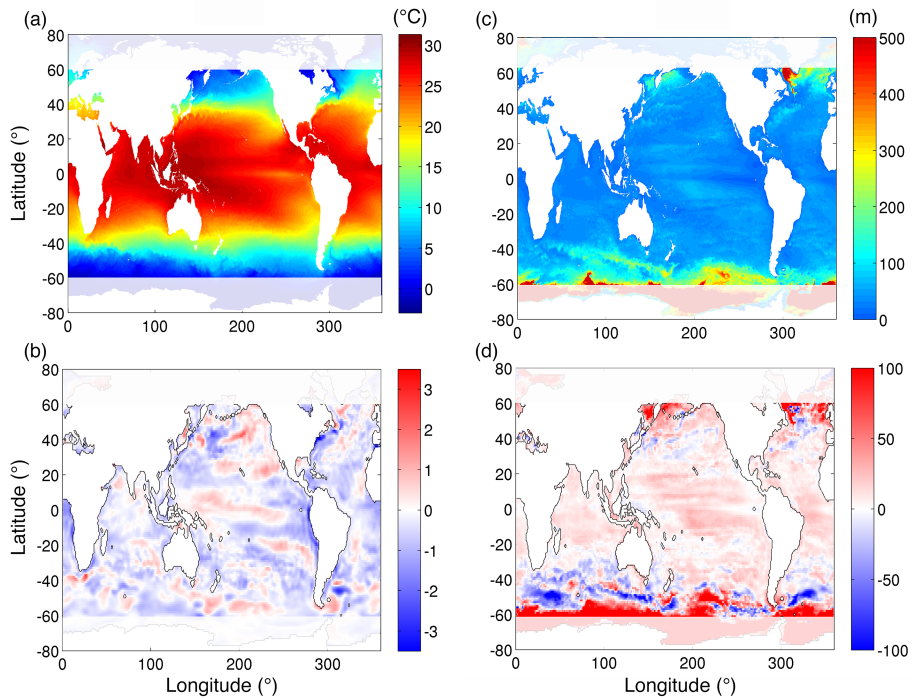 (a) (°C) (c) (m)
80 80
60 30 60 500
40 25 40 400
20 20 20
0 15 0 300
-20 10 -20 200
-40 5 -40 100
-60 0 -60
-80 -80 0
Latitude (°)
0 100 200 300 0 100 200 300
(b) (d)
80 3 80 100
60 60
40 2 40 50
20 1 20
0 0 0 0
-20 -1 -20
-40 -2 -40 -50
-60 -3 -60
-80 -80 -100
Latitude (°)
0 100 200 300 0 100 200 300
Longitude (°) Longitude (°)